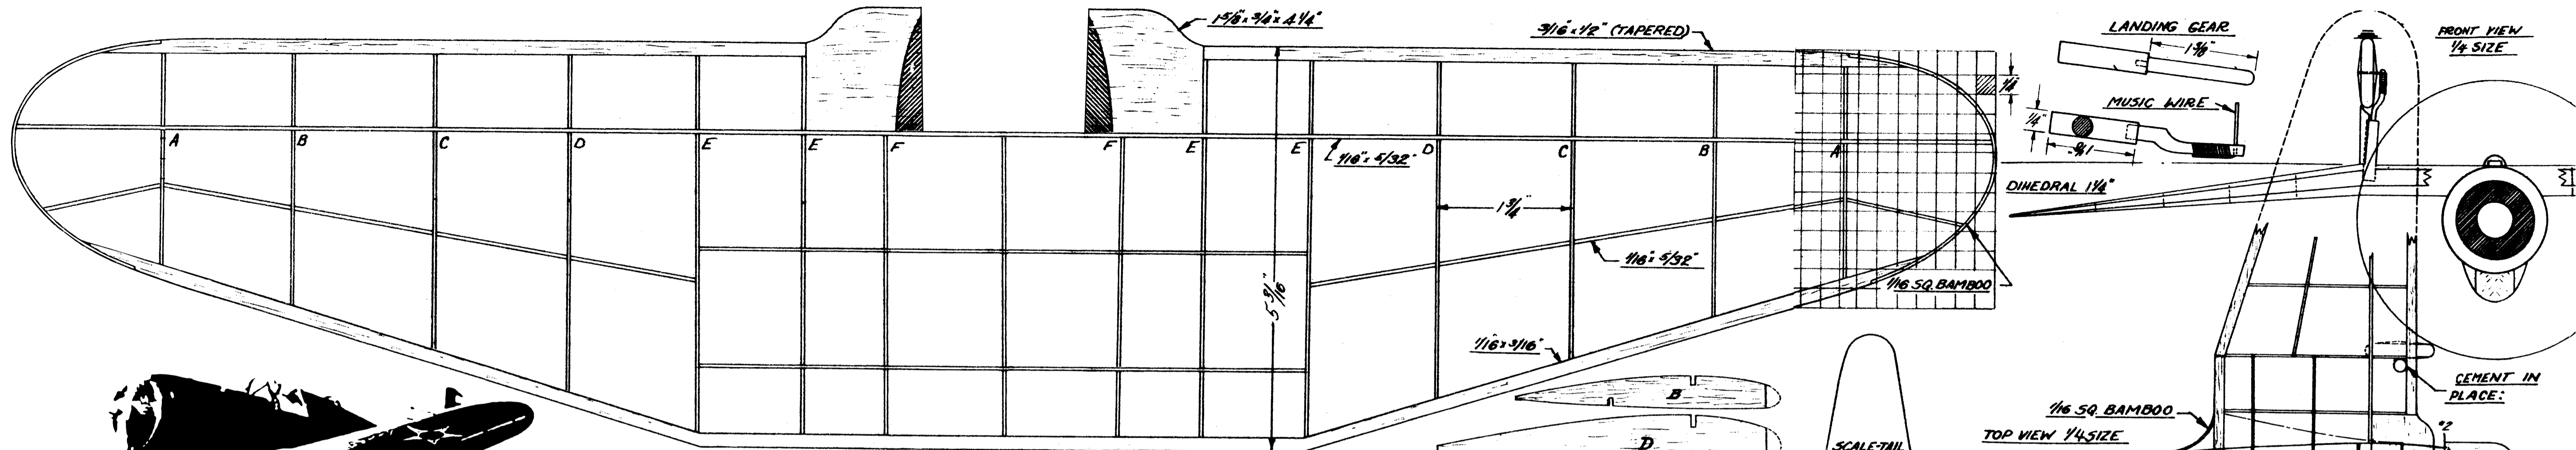 1 5/8" x 3/4" x 4 1/4"
3/16" x 1/2" (TAPERED)
LANDING GEAR
1 5/8"
FRONT VIEW
1/4 SIZE
1/4
MUSIC WIRE
1/4"
A
B
C
D
E
E
F
F
E
E
D
C
B
A
1/16" x 5/32"
DIHEDRAL 1 1/4"
1 3/4"
1/16" x 5/32"
1/16 SQ. BAMBOO
5 3/16"
1/16 x 3/16"
B
D
CEMENT IN
PLACE:
1/16 SQ. BAMBOO
TOP VIEW 1/4 SIZE
SCALE-TAIL
#2